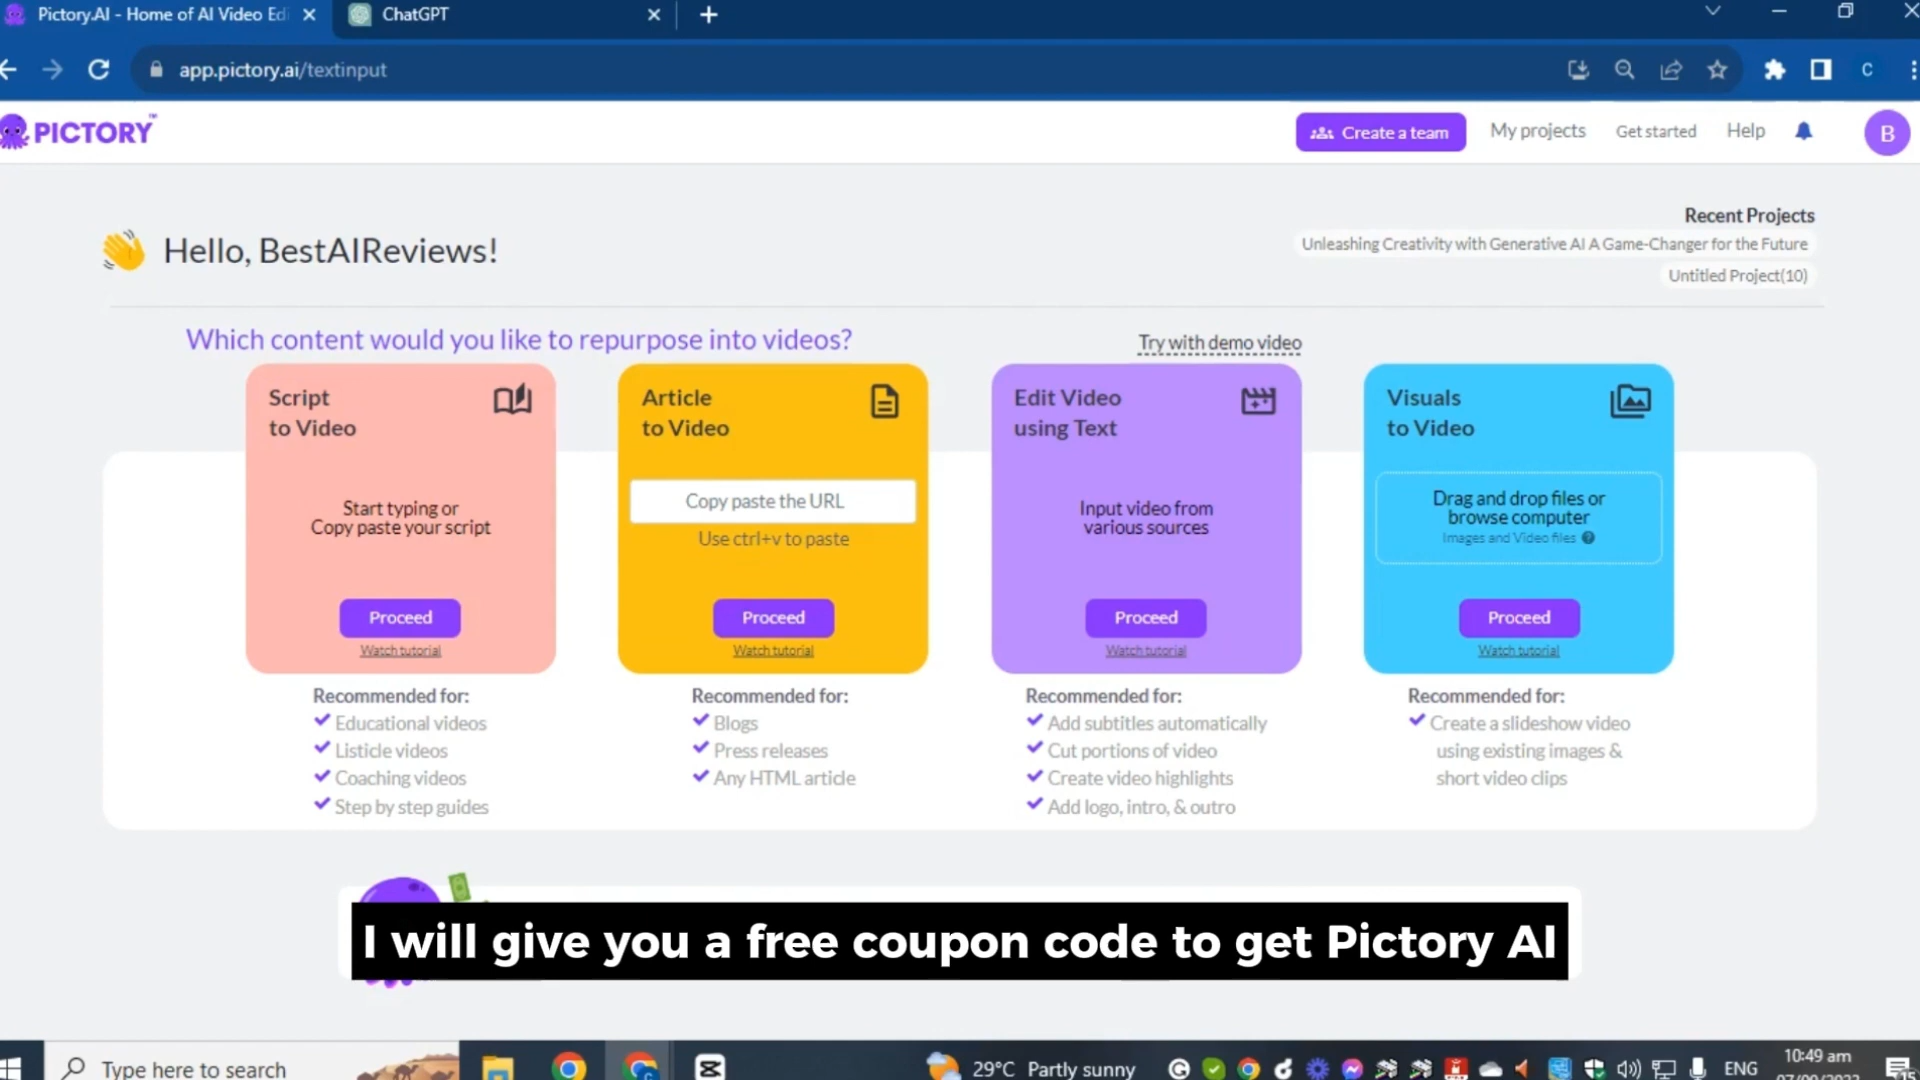 Pictory.AI - Home of AI Video Edi
ChatGPT
app.pictory.ai/textinput
C
PICTORY™
Create a team
My projects
Get started
Help
B
Recent Projects
Hello, BestAIReviews!
Unleashing Creativity with Generative AI A Game-Changer for the Future
Untitled Project(10)
Which content would you like to repurpose into videos?
Try with demo video
Script
to Video
Start typing or
Copy paste your script
Proceed
Watch tutorial
Recommended for:
Educational videos
Listicle videos
Coaching videos
Step by step guides
Article
to Video
Copy paste the URL
Use ctrl+v to paste
Proceed
Watch tutorial
Recommended for:
Blogs
Press releases
Any HTML article
Edit Video
using Text
Input video from
various sources
Proceed
Watch tutorial
Recommended for:
Add subtitles automatically
Cut portions of video
Create video highlights
Add logo, intro, & outro
Visuals
to Video
Drag and drop files or
browse computer
Images and Video files
Proceed
Watch tutorial
Recommended for:
Create a slideshow video
using existing images &
short video clips
I will give you a free coupon code to get Pictory AI
Type here to search
29°C Partly sunny
ENG
10:49 am